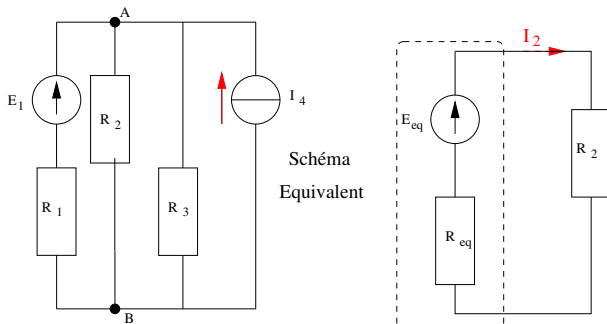 A
E1
R 2
I 4
R 1
R 3
B
Schéma
Equivalent
I2
Eeq
R 2
R eq